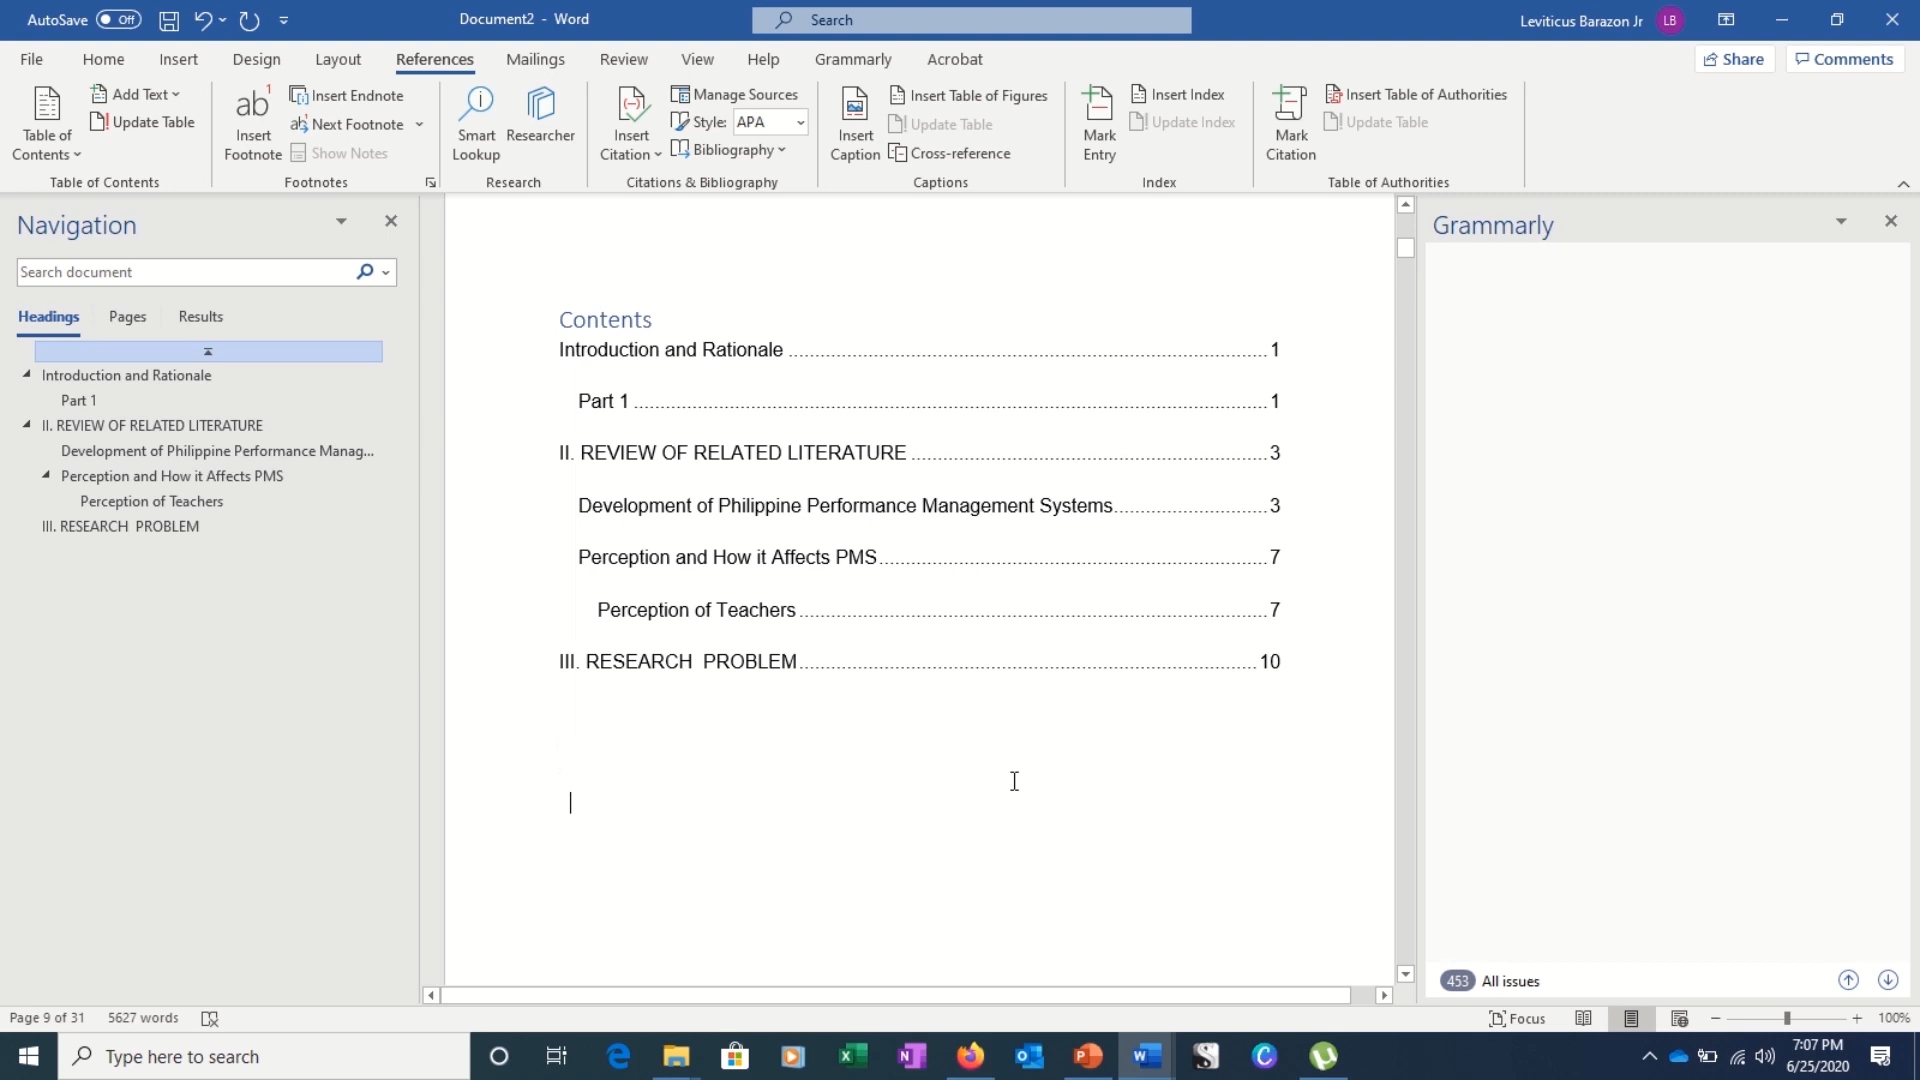 AutoSave Off
Document2 - Word
Search
Leviticus Barazon Jr LB
File Home Insert Design Layout References Mailings Review View Help Grammarly Acrobat
Share Comments
Table of Contents
Add Text
Update Table
Table of Contents
ab 1
Insert Footnote
Insert Endnote
Next Footnote
Show Notes
Footnotes
Smart Lookup
Researcher
Research
Insert Citation
Manage Sources
Style: APA
Bibliography
Citations & Bibliography
Insert Caption
Insert Table of Figures
Update Table
Cross-reference
Captions
Mark Entry
Insert Index
Update Index
Index
Mark Citation
Insert Table of Authorities
Update Table
Table of Authorities
Navigation
Search document
Headings Pages Results
Introduction and Rationale
Part 1
II. REVIEW OF RELATED LITERATURE
Development of Philippine Performance Manag...
Perception and How it Affects PMS
Perception of Teachers
III. RESEARCH PROBLEM
Contents
Introduction and Rationale 1
Part 1 1
II. REVIEW OF RELATED LITERATURE 3
Development of Philippine Performance Management Systems 3
Perception and How it Affects PMS 7
Perception of Teachers 7
III. RESEARCH PROBLEM 10
Grammarly
453 All issues
Page 9 of 31 5627 words
Focus
100%
Type here to search
7:07 PM
6/25/2020